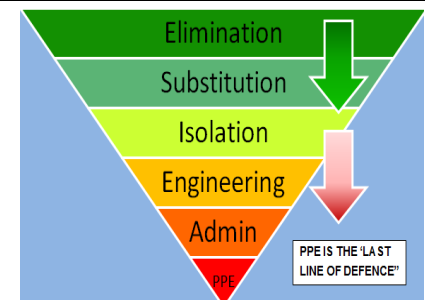 Elimination
Substitution
Isolation
Engineering
Admin
PPE IS THE 'LAST
LINE OF DEFENCE"
PPE